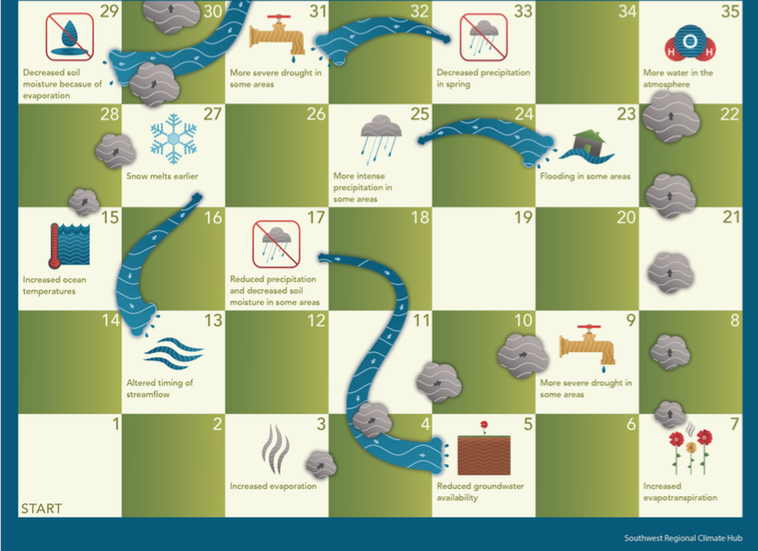 29 30 31 32 33 34 35
Decreased soil
moisture becasue of
evaporation
More severe drought in
some areas
Decreased precipitation
in spring
H O H
More water in the
atmosphere
28 27 26 25 24 23 22
Snow melts earlier
More intense
precipitation in
some areas
Flooding in some areas
15 16 17 18 19 20 21
Increased ocean
temperatures
Reduced precipitation
and decreased soil
moisture in some areas
14 13 12 11 10 9 8
Altered timing of
streamflow
More severe drought in
some areas
1 2 3 4 5 6 7
START
Increased evaporation
Reduced groundwater
availability
Increased
evapotranspiration
Southwest Regional Climate Hub